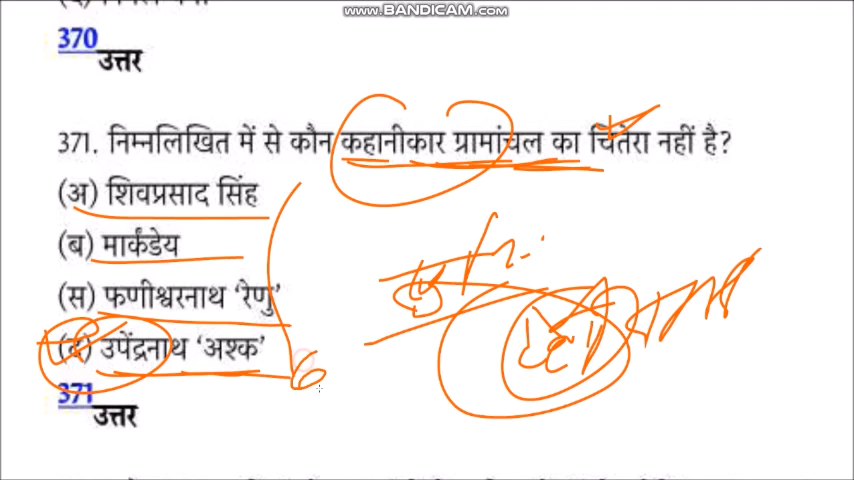 www.BANDICAM.com
370
उत्तर
371. निम्नलिखित में से कौन कहानीकार ग्रामांचल का चितेरा नहीं है?
(अ) शिवप्रसाद सिंह
(ब) मार्कंडेय
(स) फणीश्वरनाथ ‘रेणु’
(द) उपेंद्रनाथ ‘अश्क’
371
उत्तर